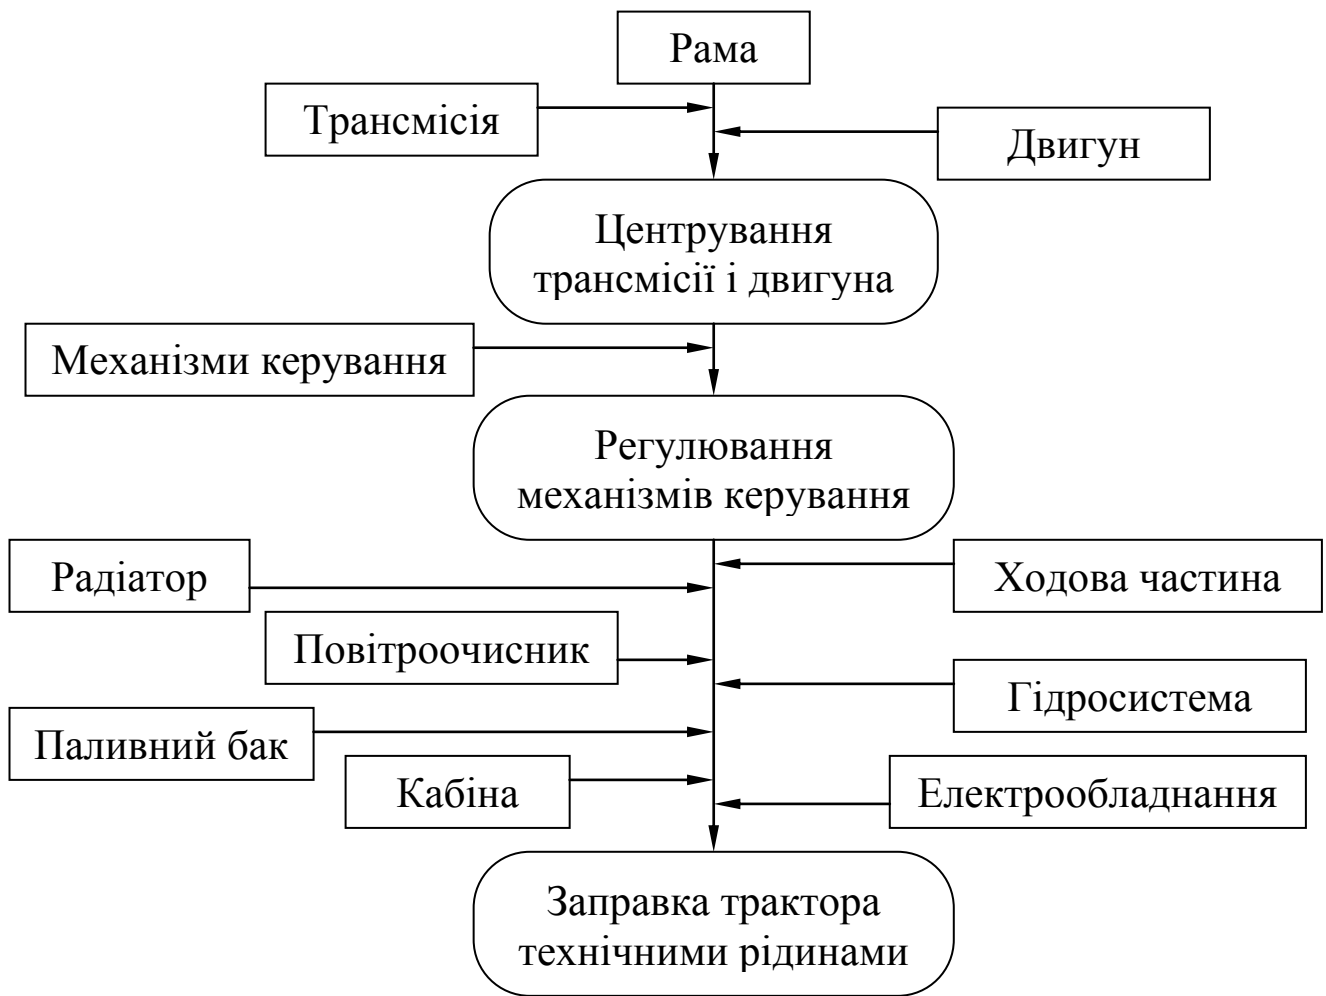 Рама
Трансмісія
Двигун
Центрування
трансмісії і двигуна
Механізми керування
Регулювання
механізмів керування
Радіатор
Ходова частина
Повітроочисник
Гідросистема
Паливний бак
Кабіна
Електрообладнання
Заправка трактора
технічними рідинами